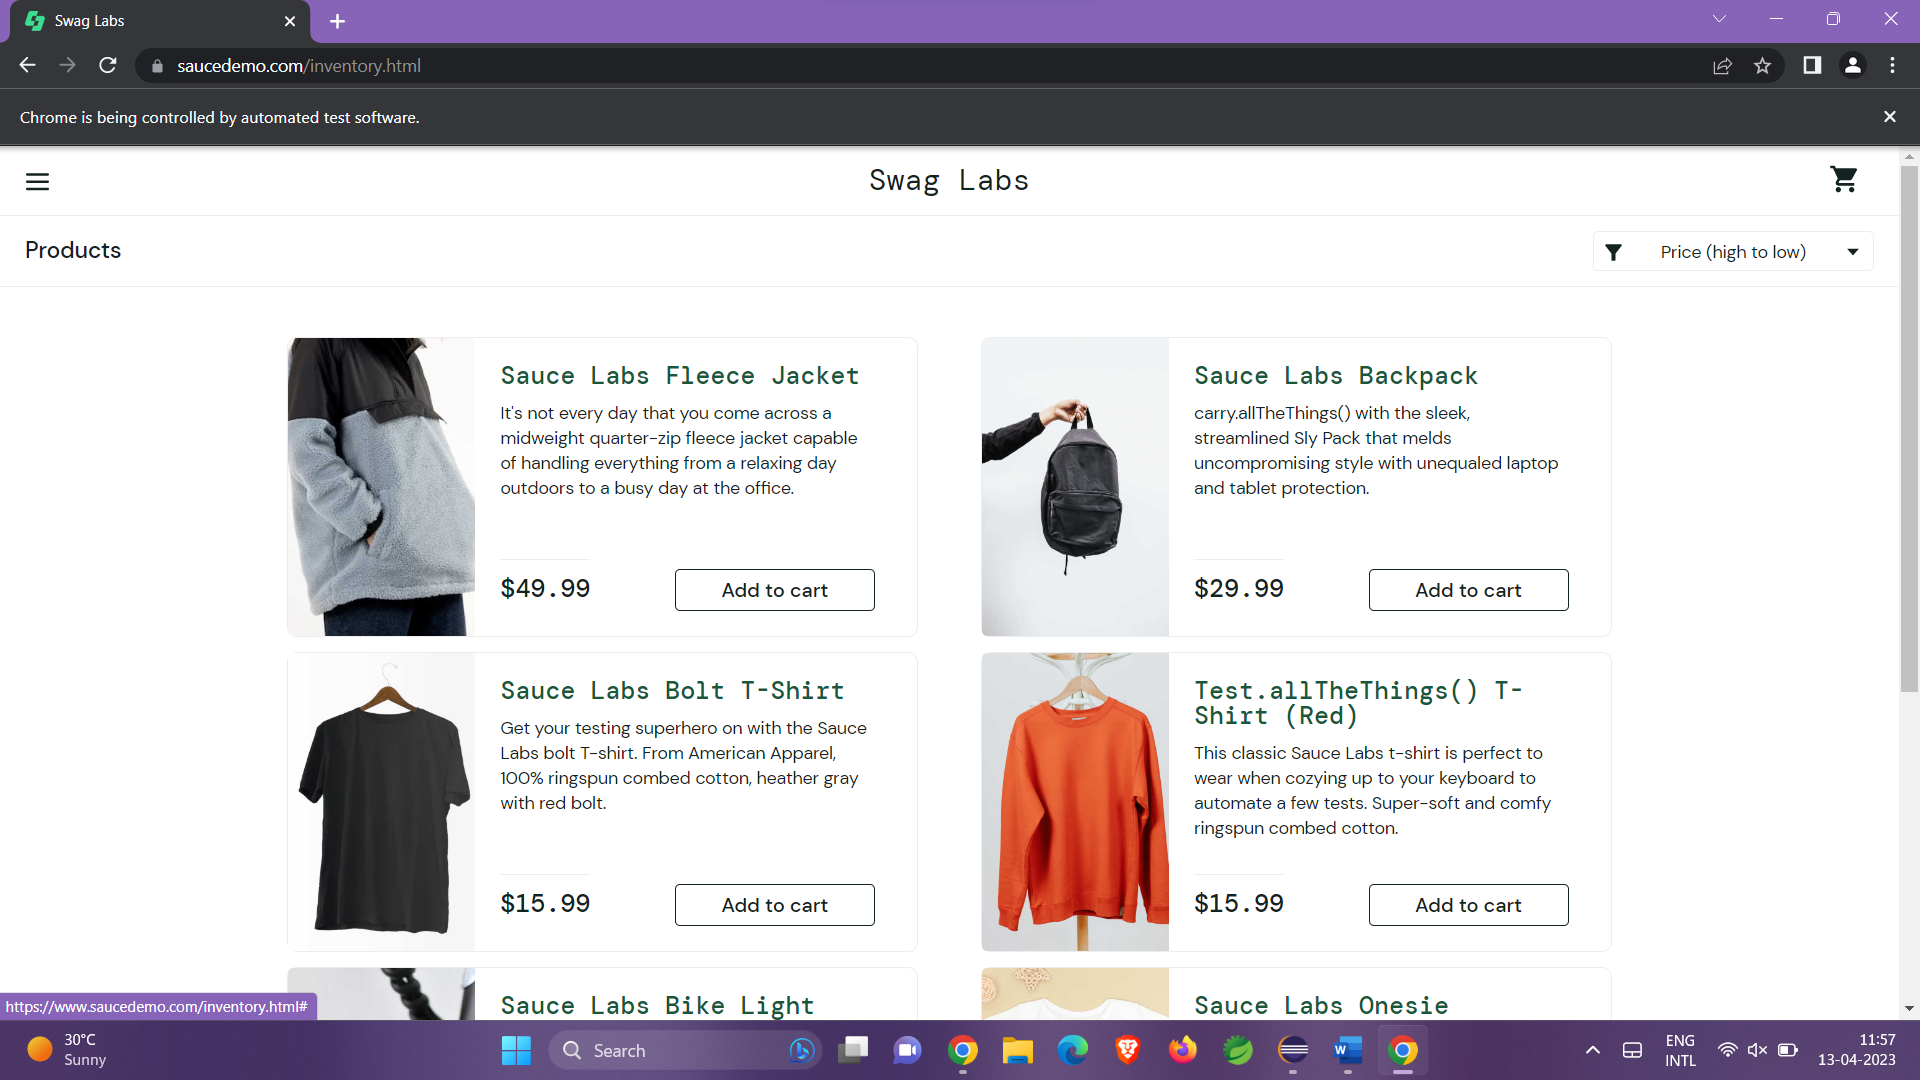 Swag Labs
saucedemo.com/inventory.html
Chrome is being controlled by automated test software.
Swag Labs
Products
Price (high to low)
Sauce Labs Fleece Jacket
It's not every day that you come across a
midweight quarter-zip fleece jacket capable
of handling everything from a relaxing day
outdoors to a busy day at the office.
$49.99
Add to cart
Sauce Labs Backpack
carry.allTheThings() with the sleek,
streamlined Sly Pack that melds
uncompromising style with unequaled laptop
and tablet protection.
$29.99
Add to cart
Sauce Labs Bolt T-Shirt
Get your testing superhero on with the Sauce
Labs bolt T-shirt. From American Apparel,
100% ringspun combed cotton, heather gray
with red bolt.
$15.99
Add to cart
Test.allTheThings() T-
Shirt (Red)
This classic Sauce Labs t-shirt is perfect to
wear when cozying up to your keyboard to
automate a few tests. Super-soft and comfy
ringspun combed cotton.
$15.99
Add to cart
Sauce Labs Bike Light
Sauce Labs Onesie
https://www.saucedemo.com/inventory.html#
30°C
Sunny
Search
W
ENG
INTL
11:57
13-04-2023